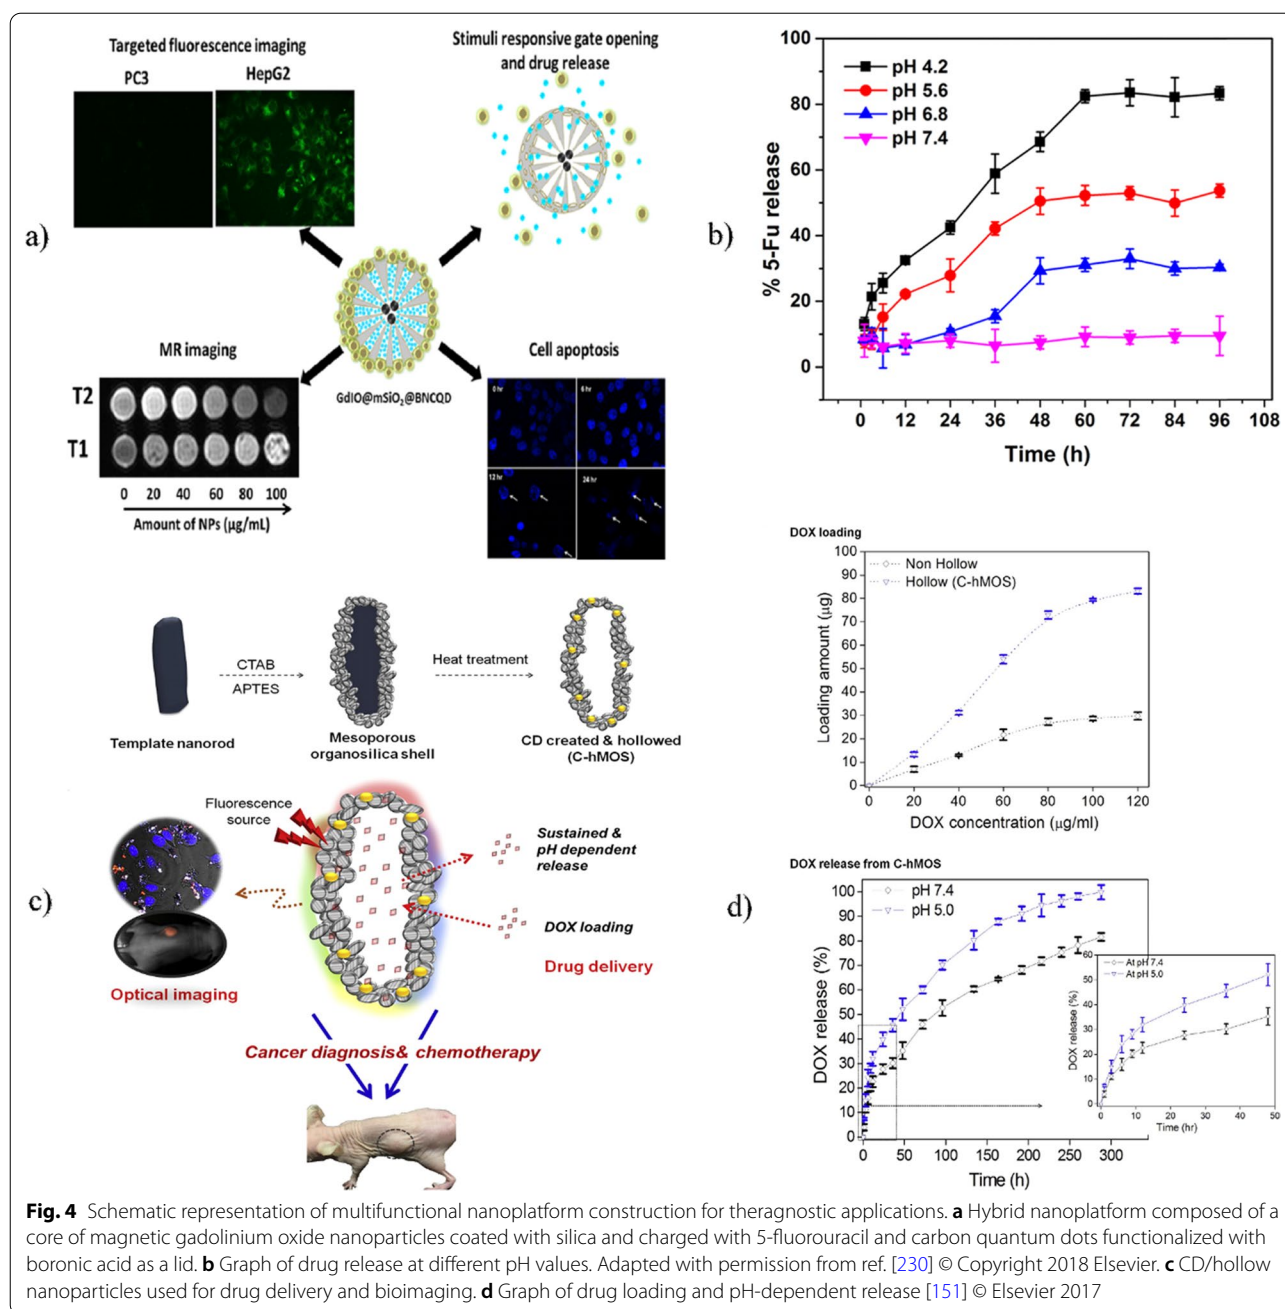 Targeted fluorescence imaging
PC3
HepG2
Stimuli responsive gate opening
and drug release
a)
MR imaging
T2
T1
0 20 40 60 80 100
Amount of NPs (µg/mL)
GdIO@mSiO₂@BNCQD
Cell apoptosis
0 hr
6 hr
12 hr
24 hr
b)
% 5-Fu release
100
80
60
40
20
0
pH 4.2
pH 5.6
pH 6.8
pH 7.4
0 12 24 36 48 60 72 84 96 108
Time (h)
c)
Template nanorod
CTAB
APTES
Mesoporous
organosilica shell
Heat treatment
CD created & hollowed
(C-hMOS)
Fluorescence
source
Optical imaging
Sustained &
pH dependent
release
DOX loading
Drug delivery
Cancer diagnosis& chemotherapy
d)
DOX loading
Loading amount (µg)
100
90
80
70
60
50
40
30
20
10
0
Non Hollow
Hollow (C-hMOS)
0 20 40 60 80 100 120
DOX concentration (µg/ml)
DOX release from C-hMOS
DOX release (%)
100
90
80
70
60
50
40
30
20
10
0
pH 7.4
pH 5.0
0 50 100 150 200 250 300
Time (h)
DOX release (%)
60
50
40
30
20
10
0
At pH 7.4
At pH 5.0
0 10 20 30 40 50
Time (hr)
Fig. 4 Schematic representation of multifunctional nanoplatform construction for theragnostic applications. a Hybrid nanoplatform composed of a
core of magnetic gadolinium oxide nanoparticles coated with silica and charged with 5-fluorouracil and carbon quantum dots functionalized with
boronic acid as a lid. b Graph of drug release at different pH values. Adapted with permission from ref. [230] © Copyright 2018 Elsevier. c CD/hollow
nanoparticles used for drug delivery and bioimaging. d Graph of drug loading and pH-dependent release [151] © Elsevier 2017